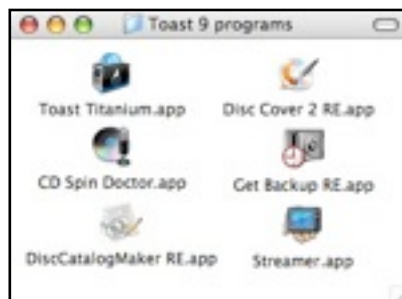 Toast 9 programs
Toast Titanium.app Disc Cover 2 RE.app
CD Spin Doctor.app Get Backup RE.app
DiscCatalogMaker RE.app Streamer.app